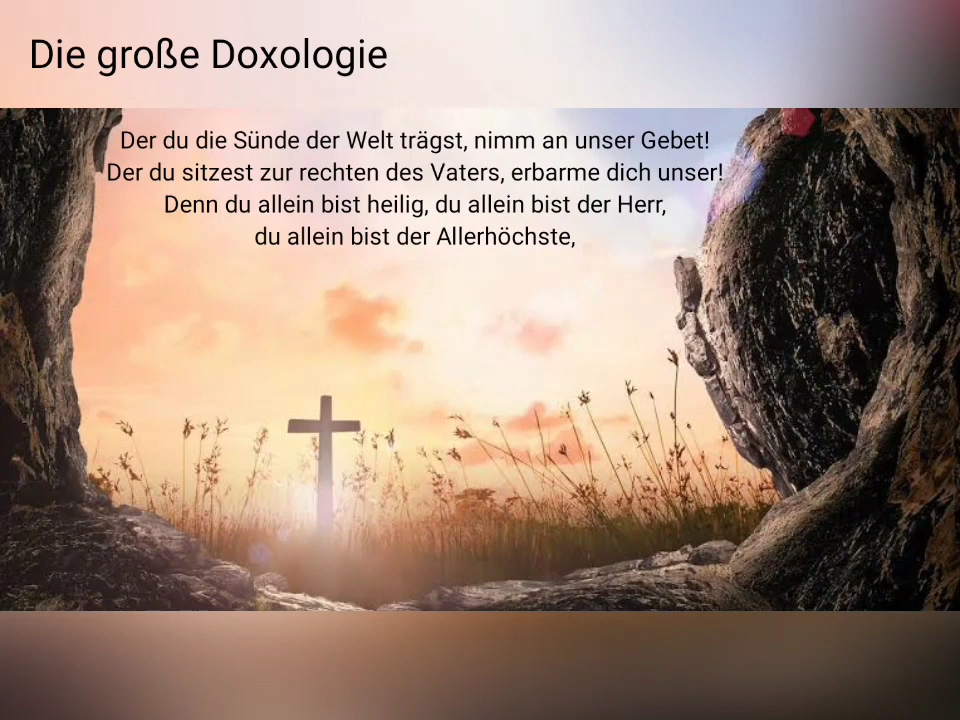 Die große Doxologie
Der du die Sünde der Welt trägst, nimm an unser Gebet!
Der du sitzest zur rechten des Vaters, erbarme dich unser!
Denn du allein bist heilig, du allein bist der Herr,
du allein bist der Allerhöchste,